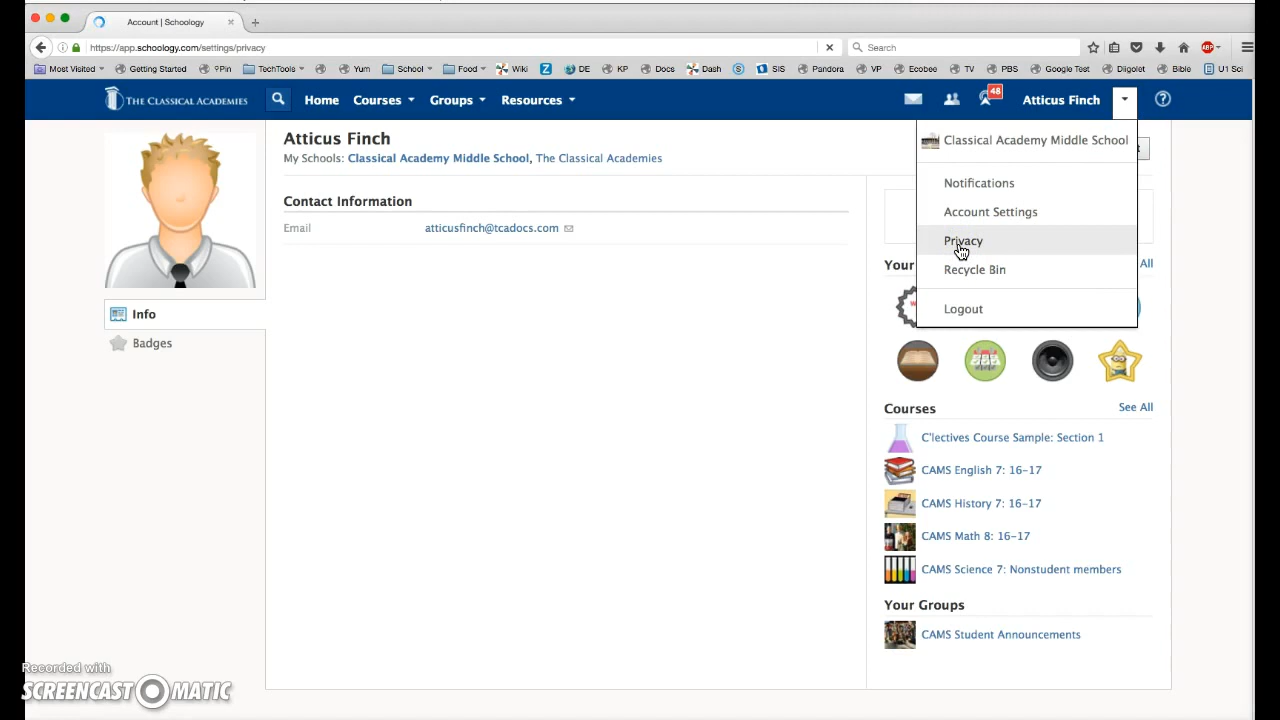 Account | Schoology
https://app.schoology.com/settings/privacy
Search
Most Visited
Getting Started
9Pin
TechTools
Yum
School
Food
Wiki
DE
KP
Docs
Dash
SIS
Pandora
VP
Ecobee
TV
PBS
Google Test
Digolet
Bible
U1 Sci
THE CLASSICAL ACADEMIES
Home
Courses
Groups
Resources
48
Atticus Finch
Atticus Finch
My Schools: Classical Academy Middle School, The Classical Academies
Classical Academy Middle School
Notifications
Account Settings
Privacy
Recycle Bin
Logout
Contact Information
Email
atticusfinch@tcadocs.com
Info
Badges
Your
All
Courses
See All
C'lectives Course Sample: Section 1
CAMS English 7: 16-17
CAMS History 7: 16-17
CAMS Math 8: 16-17
CAMS Science 7: Nonstudent members
Your Groups
CAMS Student Announcements
Recorded with
SCREENCAST-O-MATIC